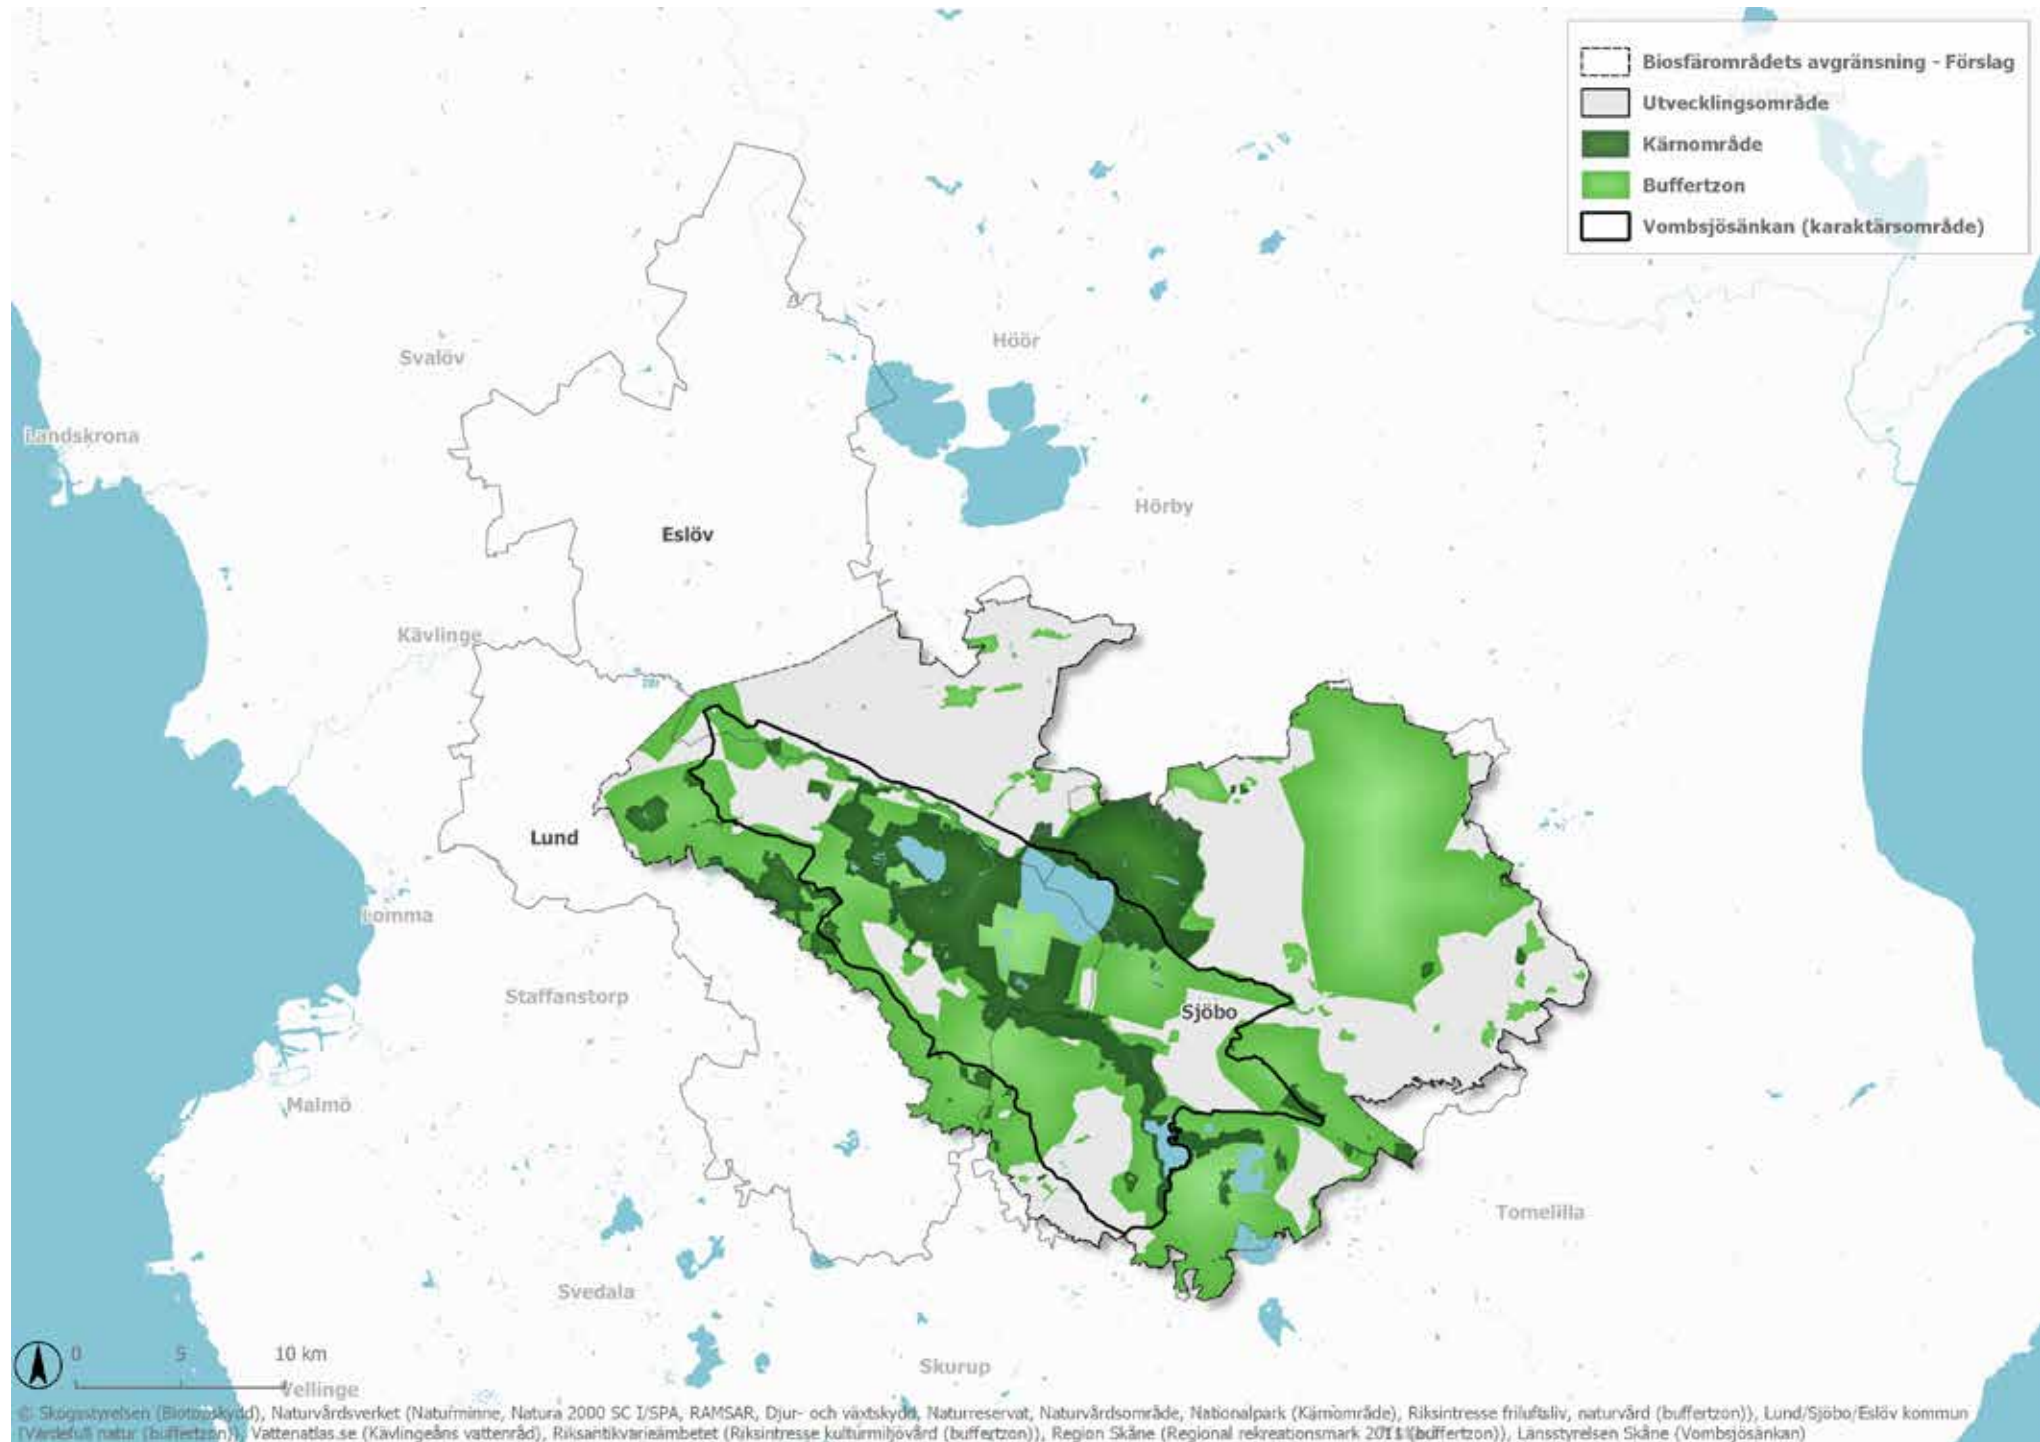 Biosfärområdets avgränsning - Förslag
Utvecklingsområde
Kärnområde
Buffertzon
Vombsjösänkan (karaktärsområde)
Höör
Svalöv
Landskrona
Hörby
Eslöv
Kävlinge
Lund
Lomma
Staffanstorp
Sjöbo
Malmö
Tomelilla
Svedala
0 5 10 km
Skurup
Vellinge
© Skogsstyrelsen (Biotopskydd), Naturvårdsverket (Naturminne, Natura 2000 SC I/SPA, RAMSAR, Djur- och växtskydd, Naturreservat, Naturvårdsområde, Nationalpark (Kärnområde), Riksintresse friluftsliv, naturvård (buffertzon)), Lund/Sjöbo/Eslöv kommun
(Värdefull natur (buffertzon)), Vattenatlas.se (Kävlingeåns vattenråd), Riksantikvarieämbetet (Riksintresse kulturmiljövård (buffertzon)), Region Skåne (Regional rekreationsmark (buffertzon)), Länsstyrelsen Skåne (Vombsjösänkan)